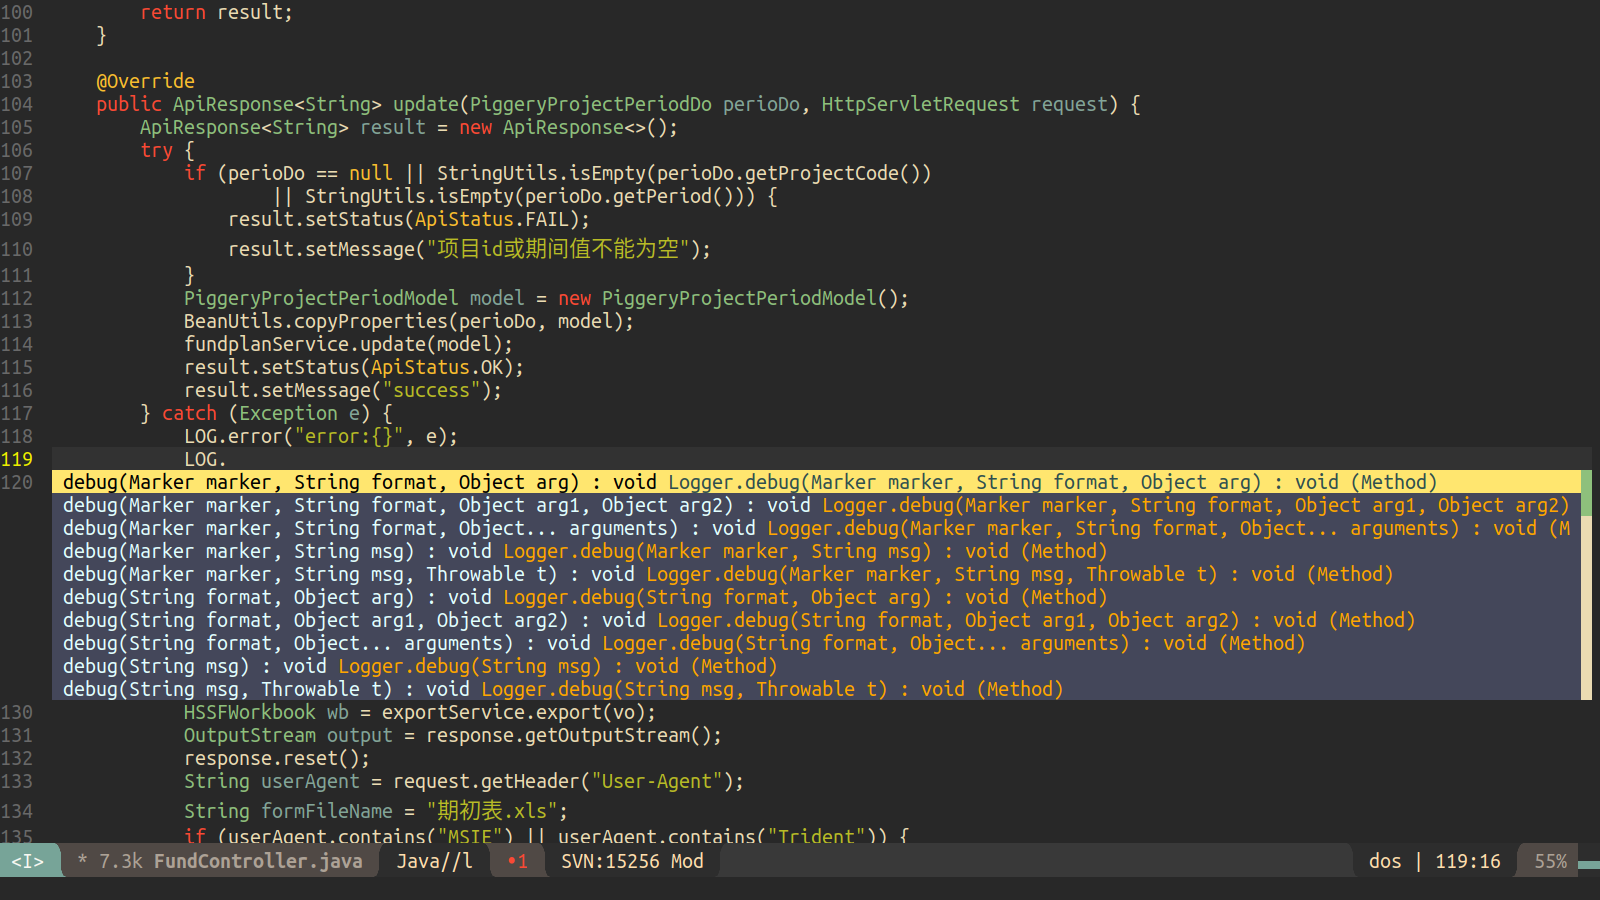 100 return result;
101 }
102
103 @Override
104 public ApiResponse<String> update(PiggeryProjectPeriodDo perioDo, HttpServletRequest request) {
105 ApiResponse<String> result = new ApiResponse<>();
106 try {
107 if (perioDo == null || StringUtils.isEmpty(perioDo.getProjectCode())
108 || StringUtils.isEmpty(perioDo.getPeriod())) {
109 result.setStatus(ApiStatus.FAIL);
110 result.setMessage("项目id或期间值不能为空");
111 }
112 PiggeryProjectPeriodModel model = new PiggeryProjectPeriodModel();
113 BeanUtils.copyProperties(perioDo, model);
114 fundplanService.update(model);
115 result.setStatus(ApiStatus.OK);
116 result.setMessage("success");
117 } catch (Exception e) {
118 LOG.error("error:{}", e);
119 LOG.
120 debug(Marker marker, String format, Object arg) : void Logger.debug(Marker marker, String format, Object arg) : void (Method)
debug(Marker marker, String format, Object arg1, Object arg2) : void Logger.debug(Marker marker, String format, Object arg1, Object arg2)
debug(Marker marker, String format, Object... arguments) : void Logger.debug(Marker marker, String format, Object... arguments) : void (M
debug(Marker marker, String msg) : void Logger.debug(Marker marker, String msg) : void (Method)
debug(Marker marker, String msg, Throwable t) : void Logger.debug(Marker marker, String msg, Throwable t) : void (Method)
debug(String format, Object arg) : void Logger.debug(String format, Object arg) : void (Method)
debug(String format, Object arg1, Object arg2) : void Logger.debug(String format, Object arg1, Object arg2) : void (Method)
debug(String format, Object... arguments) : void Logger.debug(String format, Object... arguments) : void (Method)
debug(String msg) : void Logger.debug(String msg) : void (Method)
debug(String msg, Throwable t) : void Logger.debug(String msg, Throwable t) : void (Method)
130 HSSFWorkbook wb = exportService.export(vo);
131 OutputStream output = response.getOutputStream();
132 response.reset();
133 String userAgent = request.getHeader("User-Agent");
134 String formFileName = "期初表.xls";
135 if (userAgent.contains("MSIE") || userAgent.contains("Trident")) {
<I> * 7.3k FundController.java Java//l •1 SVN:15256 Mod dos | 119:16 55%